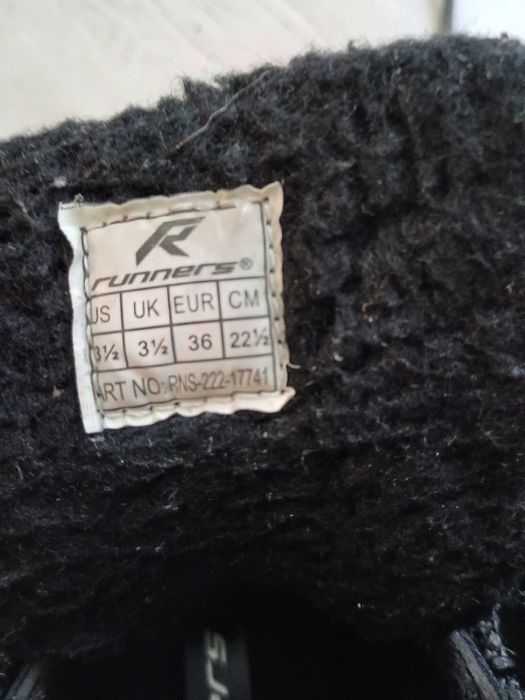 runners®
US UK EUR CM
3½ 3½ 36 22½
ART NO: RNS-222-17741